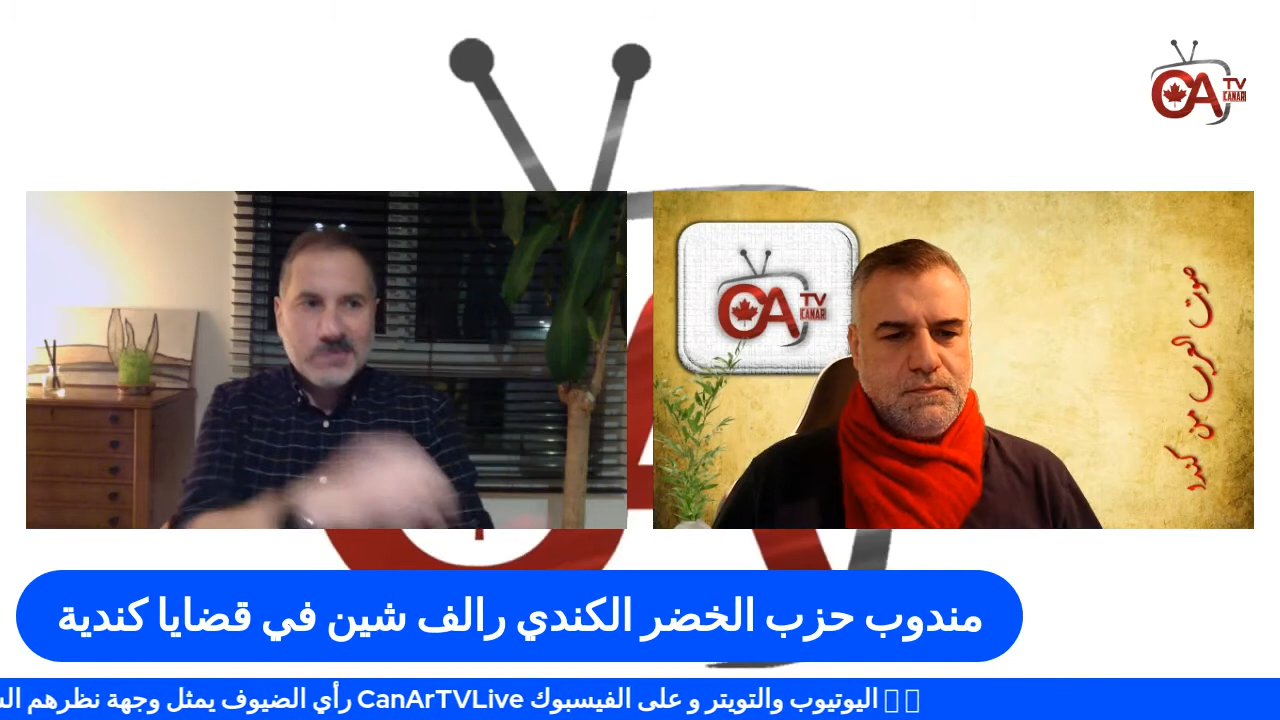 CA TV
CANAR
CA TV
CANAR
صوت العرب من كندا
مندوب حزب الخضر الكندي رالف شين في قضايا كندية
اليوتيوب والتويتر و على الفيسبوك CanArTVLive رأي الضيوف يمثل وجهة نظرهم